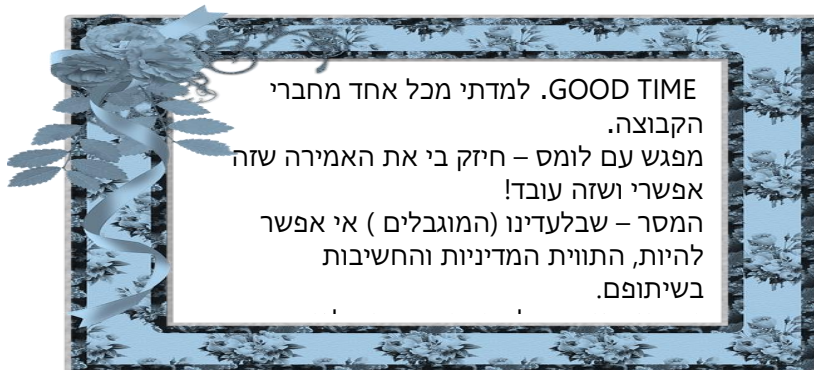 GOOD TIME. למדתי מכל אחד מחברי
הקבוצה.
מפגש עם לומס – חיזק בי את האמירה שזה
אפשרי ושזה עובד!
המסר – שבלעדינו (המוגבלים ) אי אפשר
להיות, התווית המדיניות והחשיבות
בשיתופם.